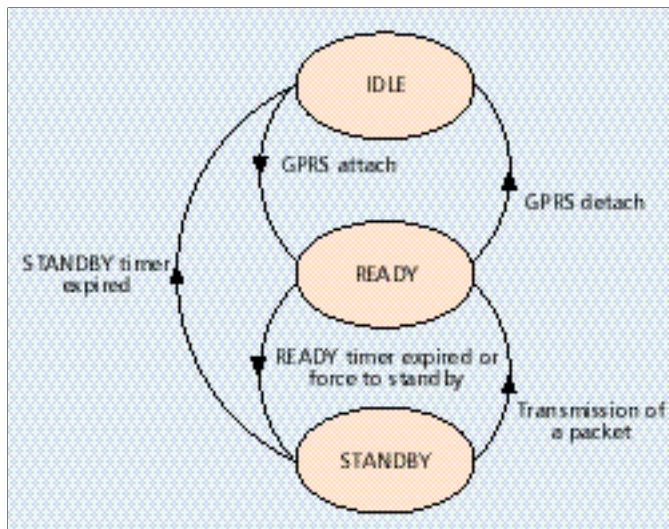 IDLE
GPRS attach
GPRS detach
STANDBY timer
expired
READY
READY timer expired or
force to standby
Transmission of
a packet
STANDBY